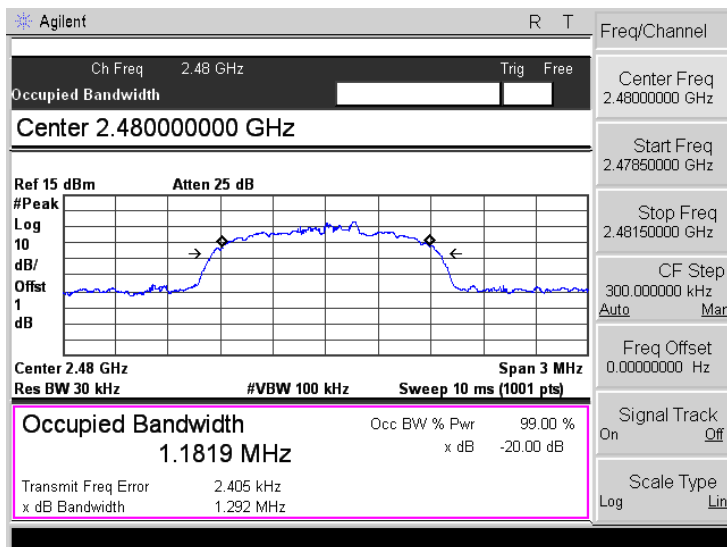 Agilent R T
Ch Freq 2.48 GHz Trig Free
Occupied Bandwidth
Center 2.480000000 GHz
Ref 15 dBm Atten 25 dB
#Peak
Log
10
dB/
Offst
1
dB
Center 2.48 GHz Span 3 MHz
Res BW 30 kHz #VBW 100 kHz Sweep 10 ms (1001 pts)
Occupied Bandwidth
1.1819 MHz
Occ BW % Pwr 99.00 %
x dB -20.00 dB
Transmit Freq Error 2.405 kHz
x dB Bandwidth 1.292 MHz
Freq/Channel
Center Freq
2.48000000 GHz
Start Freq
2.47850000 GHz
Stop Freq
2.48150000 GHz
CF Step
300.000000 kHz
Auto Man
Freq Offset
0.00000000 Hz
Signal Track
On Off
Scale Type
Log Lin